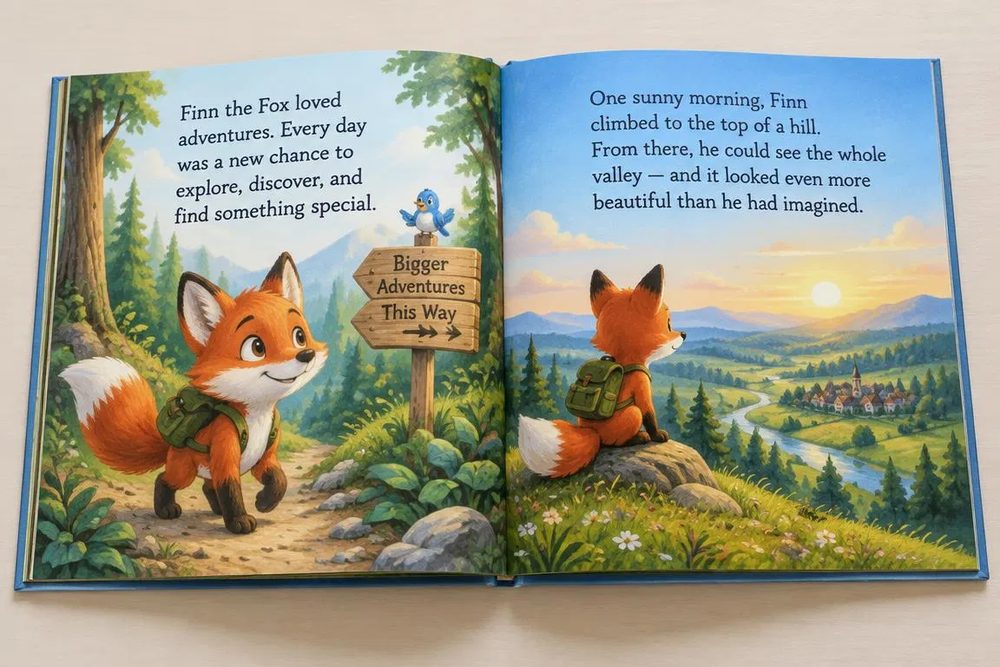 Finn the Fox loved
adventures. Every day
was a new chance to
explore, discover, and
find something special.
Bigger
Adventures
This Way
One sunny morning, Finn
climbed to the top of a hill.
From there, he could see the whole
valley — and it looked even more
beautiful than he had imagined.